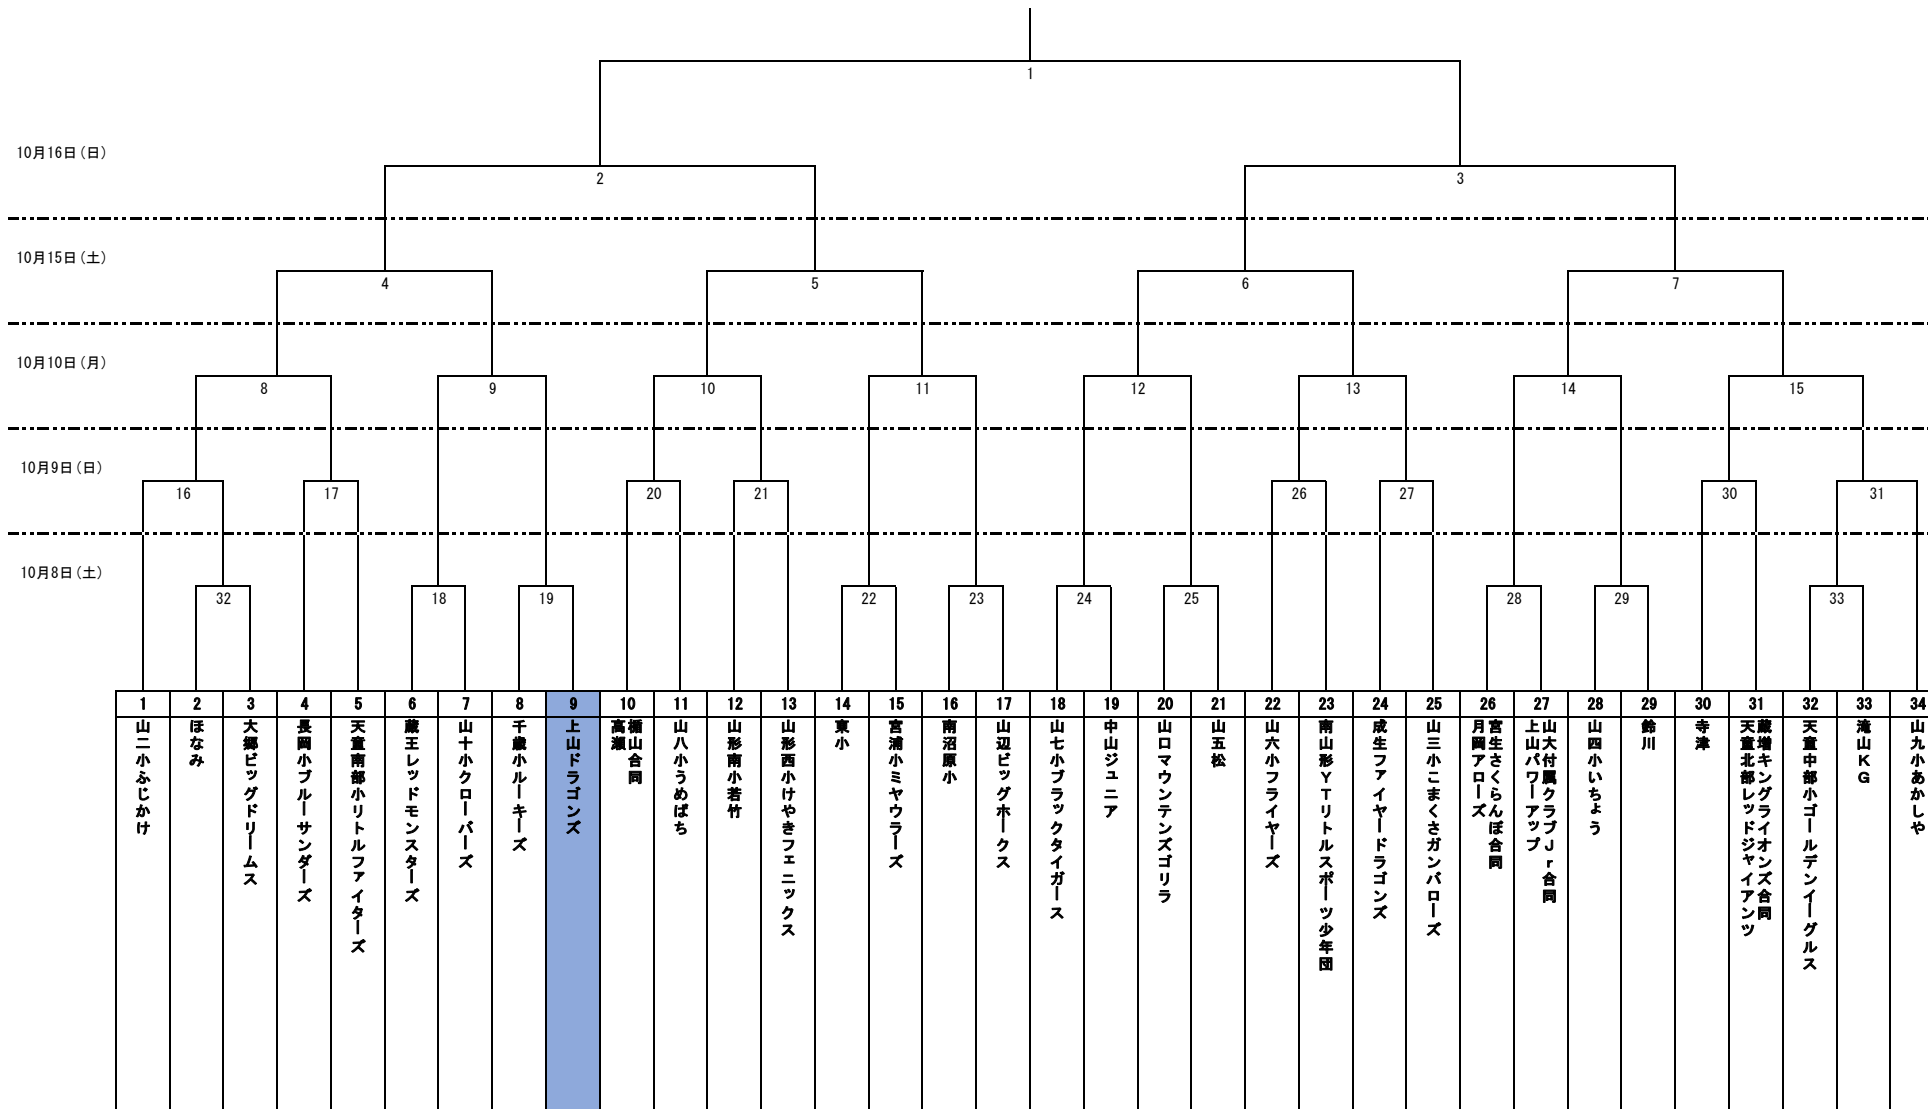 1
10月16日(日)
2
3
10月15日(土)
4
5
6
7
10月10日(月)
8
9
10
11
12
13
14
15
10月9日(日)
16
17
20
21
26
27
30
31
10月8日(土)
32
18
19
22
23
24
25
28
29
33
1
2
3
4
5
6
7
8
9
10
11
12
13
14
15
16
17
18
19
20
21
22
23
24
25
26
27
28
29
30
31
32
33
34
山二小ふじかけ
ほなみ
大郷ビッグドリームス
長岡小ブルーサンダーズ
天童南部小リトルファイターズ
蔵王レッドモンスターズ
山十小クローバーズ
千歳小ルーキーズ
上山ドラゴンズ
楯山合同
高瀬
山八小うめばち
山形南小若竹
山形西小けやきフェニックス
東小
宮浦小ミヤウラーズ
南沼原小
山辺ビッグホークス
山七小ブラックタイガース
中山ジュニア
山口マウンテンズゴリラ
山五松
山六小フライヤーズ
南山形YTリトルスポーツ少年団
成生ファイヤードラゴンズ
山三小こまくさガンバローズ
宮生さくらんぼ合同
月岡アローズ
山大付属クラブJr合同
上山パワーアップ
山四小いちょう
鈴川
寺津
蔵増キングライオンズ合同
天童北部レッドジャイアンツ
天童中部小ゴールデンイーグルス
滝山KG
山九小あかしや